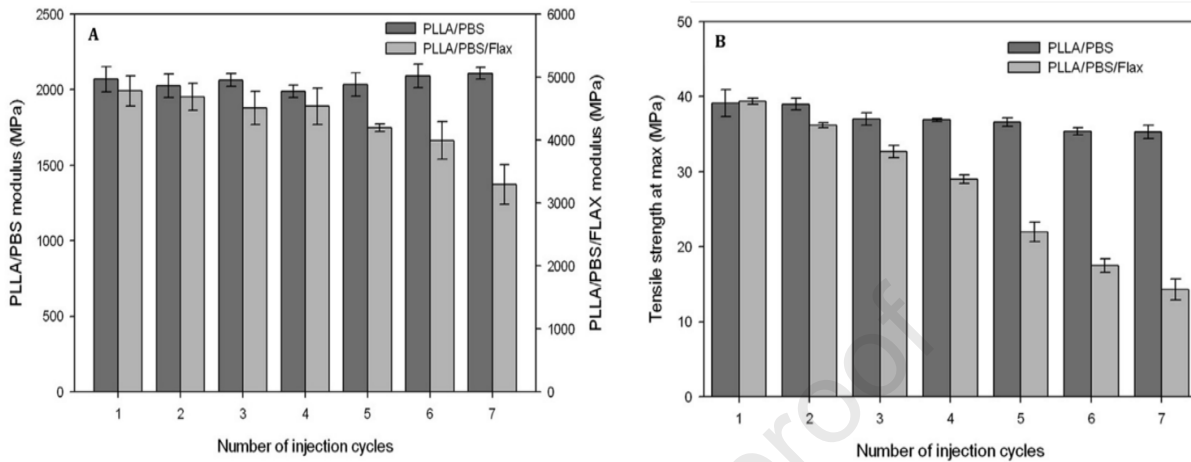 A
PLLA/PBS
PLLA/PBS/Flax
PLLA/PBS modulus (MPa)
2500
2000
1500
1000
500
0
6000
5000
4000
3000
2000
1000
0
PLLA/PBS/FLAX modulus (MPa)
1 2 3 4 5 6 7
Number of injection cycles
B
PLLA/PBS
PLLA/PBS/Flax
Tensile strength at max (MPa)
50
40
30
20
10
0
1 2 3 4 5 6 7
Number of injection cycles
proof